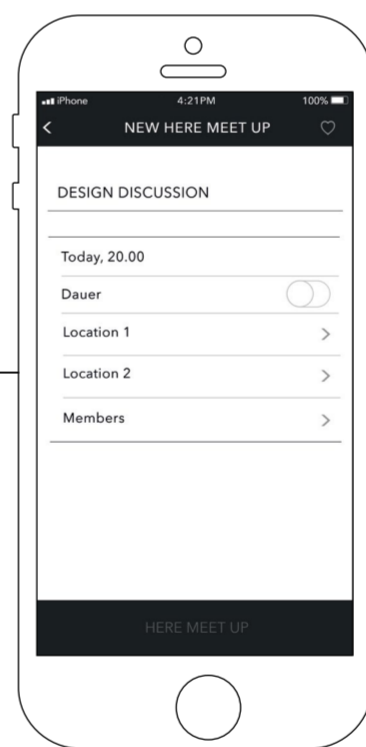 iPhone 4:21PM 100%
NEW HERE MEET UP
DESIGN DISCUSSION
Today, 20.00
Dauer
Location 1
Location 2
Members
HERE MEET UP